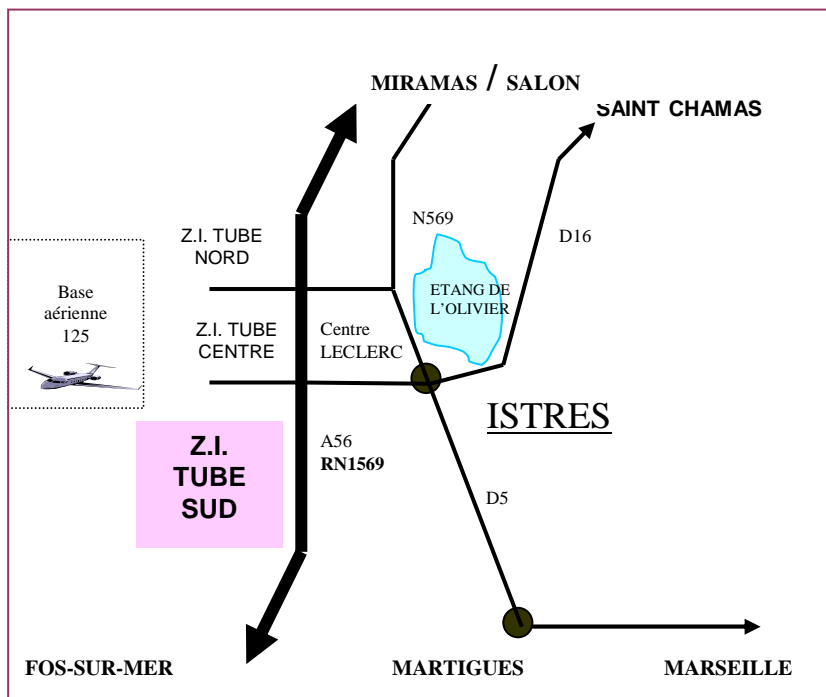 MIRAMAS / SALON
SAINT CHAMAS
N569
D16
Z.I. TUBE
NORD
Base
aérienne
125
ETANG DE
L'OLIVIER
Z.I. TUBE
CENTRE
Centre
LECLERC
ISTRES
Z.I.
TUBE
SUD
A56
RN1569
D5
FOS-SUR-MER
MARTIGUES
MARSEILLE